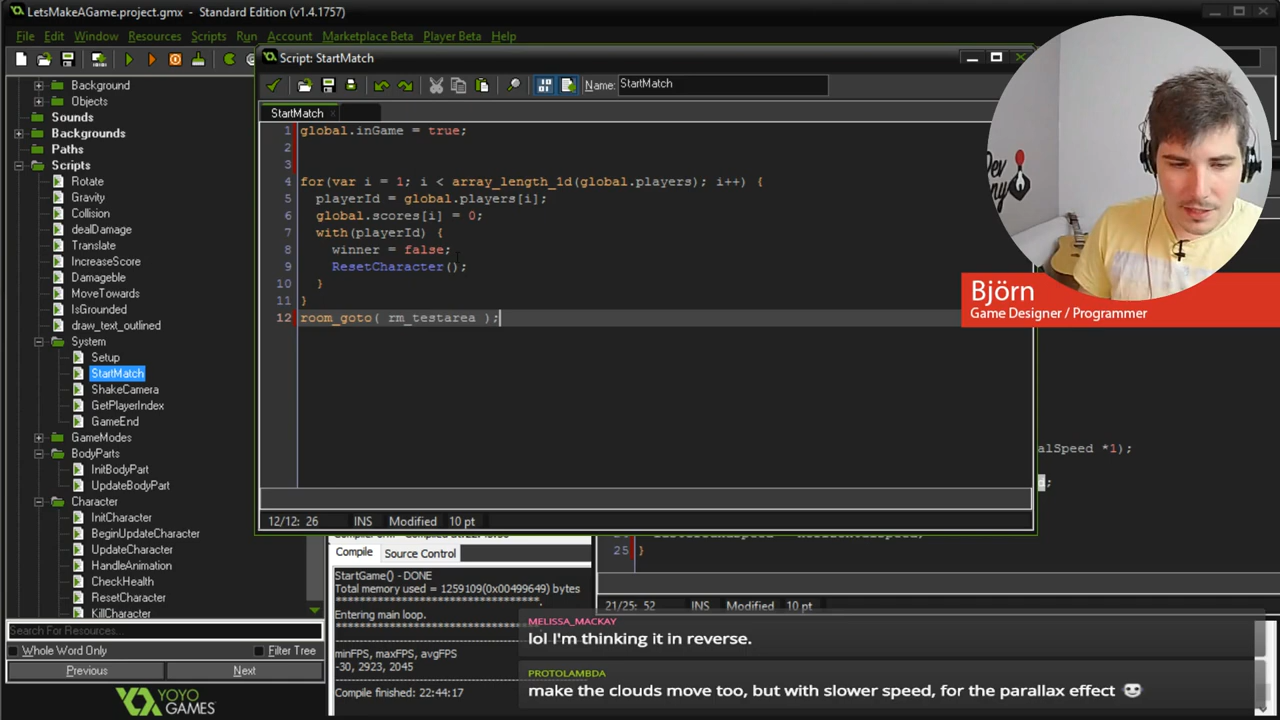 LetsMakeAGame.project.gmx - Standard Edition (v1.4.1757)
File Edit Window Resources Scripts Run Account Marketplace Beta Player Beta Help
Background
Objects
Sounds
Backgrounds
Paths
Scripts
Rotate
Gravity
Collision
dealDamage
Translate
IncreaseScore
Damageble
MoveTowards
IsGrounded
draw_text_outlined
System
Setup
StartMatch
ShakeCamera
GetPlayerIndex
GameEnd
GameModes
BodyParts
InitBodyPart
UpdateBodyPart
Character
InitCharacter
BeginUpdateCharacter
UpdateCharacter
HandleAnimation
CheckHealth
ResetCharacter
KillCharacter
Search For Resources...
Whole Word Only Filter Tree
Previous Next
YOYO
GAMES
Script: StartMatch
Name: StartMatch
StartMatch
1 global.inGame = true;
2
3
4 for(var i = 1; i < array_length_1d(global.players); i++) {
5 playerId = global.players[i];
6 global.scores[i] = 0;
7 with(playerId) {
8 winner = false;
9 ResetCharacter();
10 }
11 }
12 room_goto( rm_testarea );
12/12: 26 INS Modified 10 pt
alSpeed *1);
25 }
21/25: 52 INS Modified 10 pt
Compile Source Control
StartGame() - DONE
Total memory used = 1259109(0x00499649) bytes
Entering main loop.
minFPS, maxFPS, avgFPS
-30, 2923, 2045
Compile finished: 22:44:17
Björn
Game Designer / Programmer
MELISSA_MACKAY
lol I'm thinking it in reverse.
PROTOLAMBDA
make the clouds move too, but with slower speed, for the parallax effect